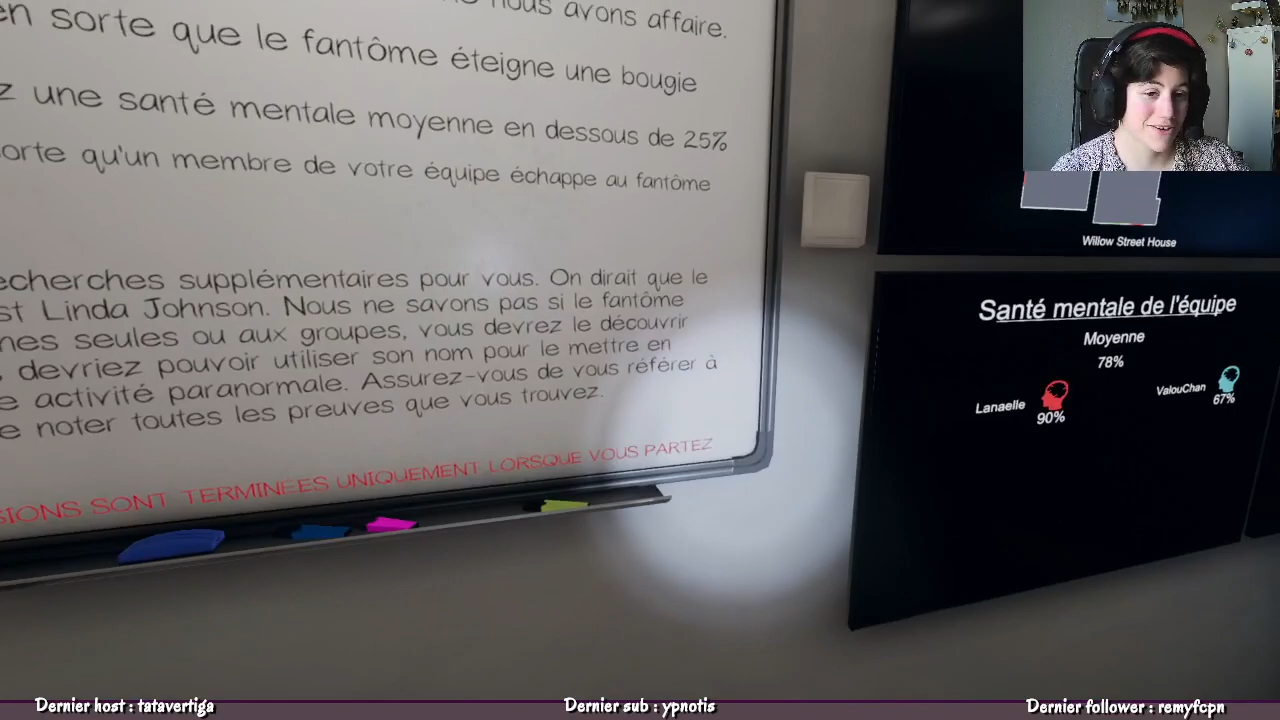 nous avons affaire.
en sorte que le fantôme éteigne une bougie
z une santé mentale moyenne en dessous de 25%
sorte qu'un membre de votre équipe échappe au fantôme
echerches supplémentaires pour vous. On dirait que le
st Linda Johnson. Nous ne savons pas si le fantôme
nes seules ou aux groupes, vous devrez le découvrir
devriez pouvoir utiliser son nom pour le mettre en
e activité paranormale. Assurez-vous de vous référer à
e noter toutes les preuves que vous trouvez.
SIONS SONT TERMINÉES UNIQUEMENT LORSQUE VOUS PARTEZ
Willow Street House
Santé mentale de l'équipe
Moyenne
78%
Lanaelle
90%
ValouChan
67%
Dernier host : tatavertiga
Dernier sub : ypnotis
Dernier follower : remyfcpn